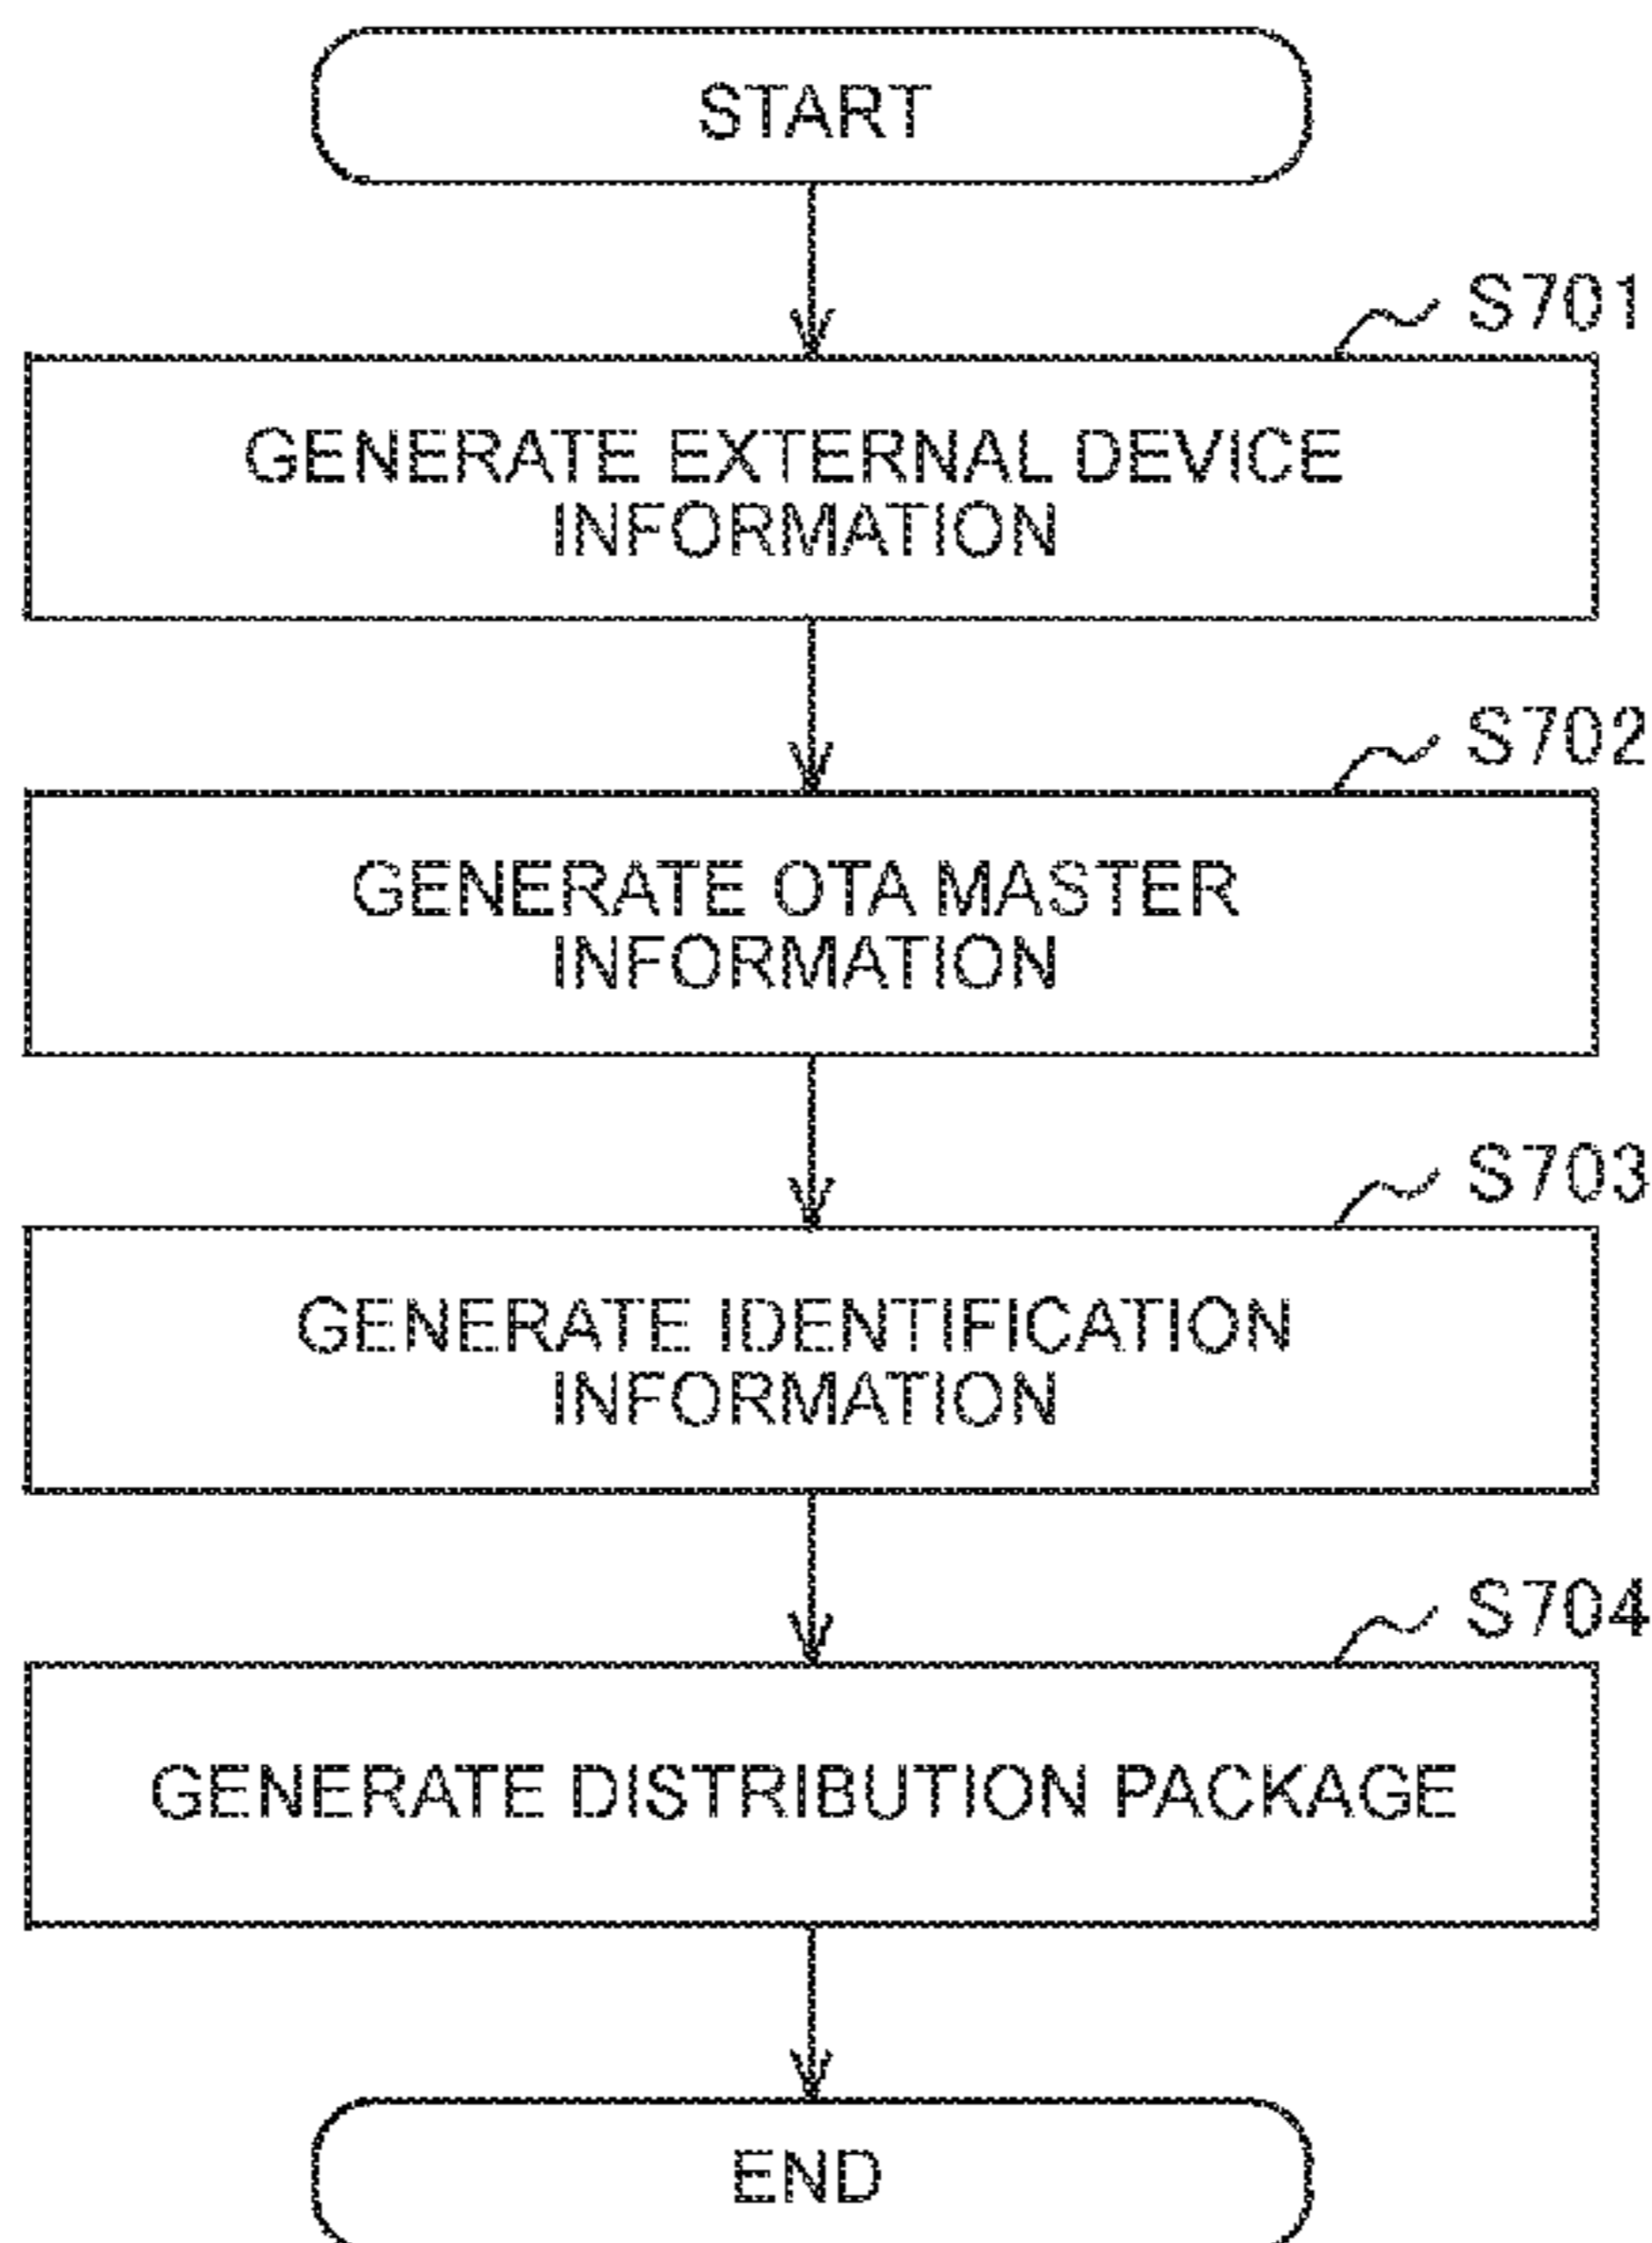 START
S701
GENERATE EXTERNAL DEVICE
INFORMATION
S702
GENERATE OTA MASTER
INFORMATION
S703
GENERATE IDENTIFICATION
INFORMATION
S704
GENERATE DISTRIBUTION PACKAGE
END